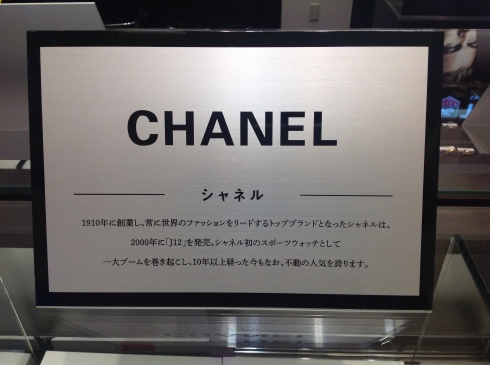 CHANEL
シャネル
1910年に創業し、常に世界のファッションをリードするトップブランドとなったシャネルは、
2000年に「J12」を発売。シャネル初のスポーツウォッチとして
一大ブームを巻き起こし、10年以上経った今もなお、不動の人気を誇ります。